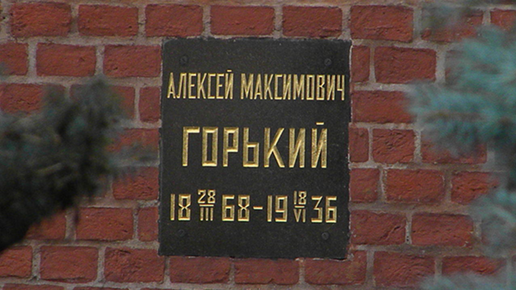 АЛЕКСЕЙ МАКСИМОВИЧ
ГОРЬКИЙ
18 28/III 68-19 18/VI 36